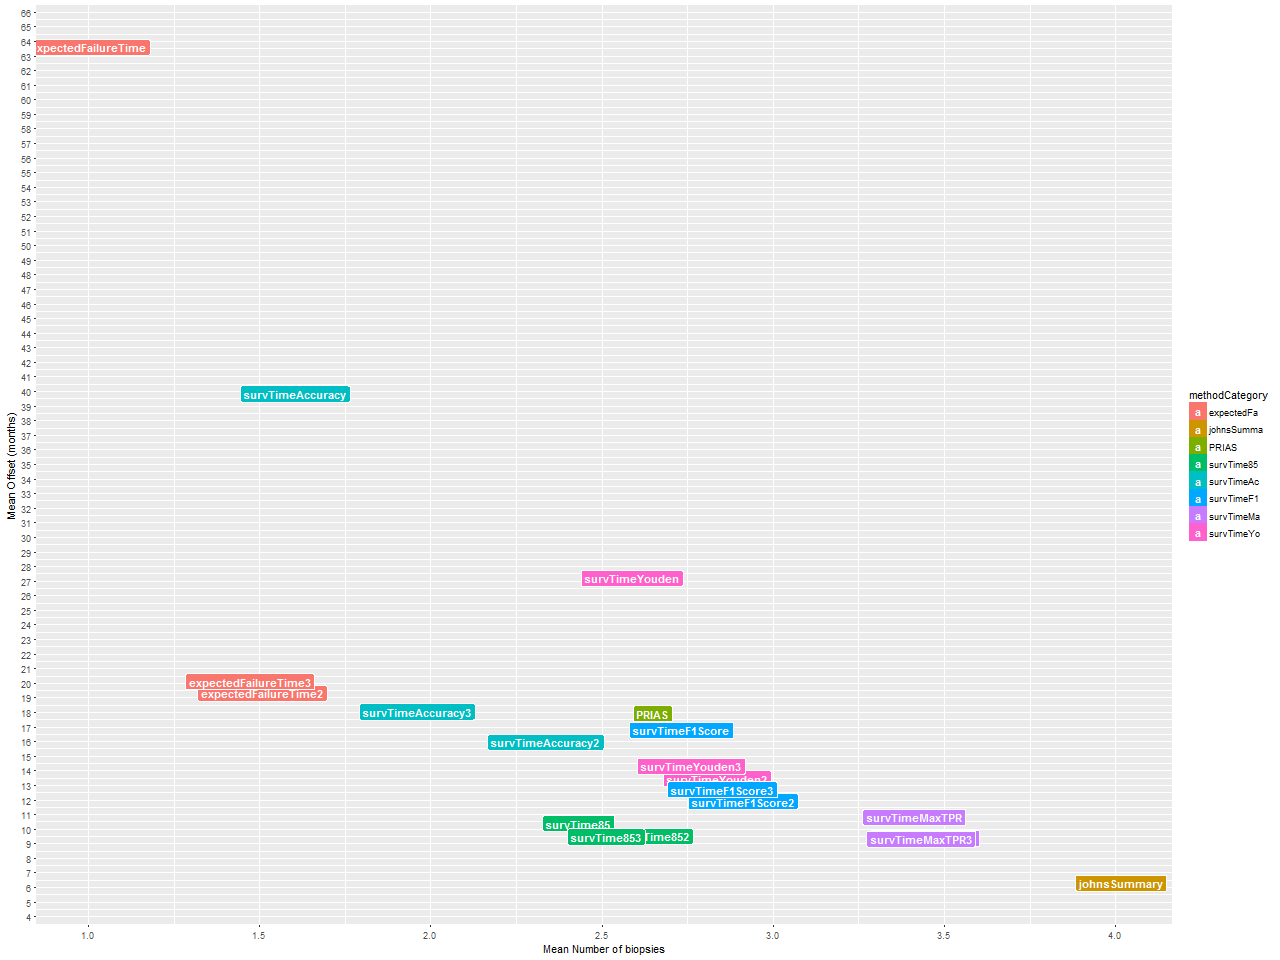 66
65
64
63
62
61
60
59
58
57
56
55
54
53
52
51
50
49
48
47
46
45
44
43
42
41
40
39
38
37
36
35
34
33
32
31
30
29
28
27
26
25
24
23
22
21
20
19
18
17
16
15
14
13
12
11
10
9
8
7
6
5
4
Mean Offset (months)
xpectedFailureTime
survTimeAccuracy
survTimeYouden
expectedFailureTime3
expectedFailureTime2
survTimeAccuracy3
PRIAS
survTimeF1Score
survTimeAccuracy2
survTimeYouden3
survTimeYouden2
survTimeF1Score3
survTimeF1Score2
survTimeMaxTPR
survTime85
survTime853
Time852
survTimeMaxTPR3
johnsSummary
1.0 1.5 2.0 2.5 3.0 3.5 4.0
Mean Number of biopsies
methodCategory
a expectedFa
a johnsSumma
a PRIAS
a survTime85
a survTimeAc
a survTimeF1
a survTimeMa
a survTimeYo